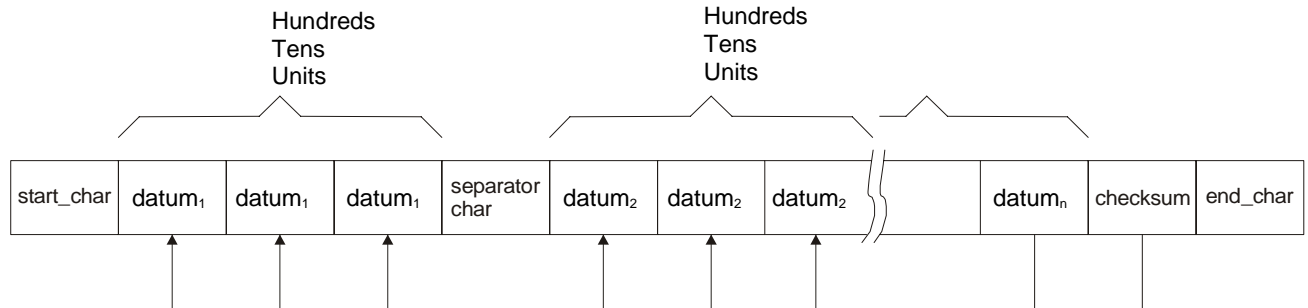 Hundreds
Tens
Units
Hundreds
Tens
Units
start_char datum₁ datum₁ datum₁ separator char datum₂ datum₂ datum₂ datumₙ checksum end_char